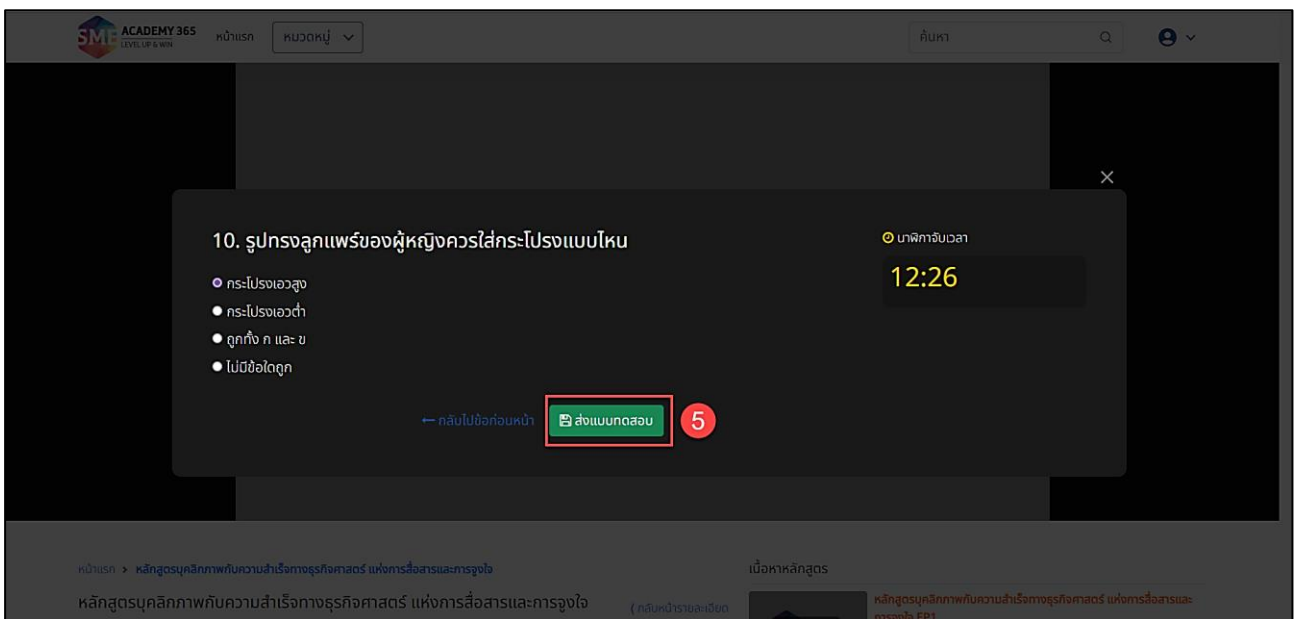 SME ACADEMY 365
LEVEL UP & WIN
หน้าแรก
หมวดหมู่
ค้นหา
10. รูปทรงลูกแพร์ของผู้หญิงควรใส่กระโปรงแบบไหน
นาฬิกาจับเวลา
12:26
กระโปรงเอวสูง
กระโปรงเอวต่ำ
ถูกทั้ง ก และ ข
ไม่มีข้อใดถูก
← กลับไปข้อก่อนหน้า
ส่งแบบทดสอบ
5
หน้าแรก > หลักสูตรบุคลิกภาพกับความสำเร็จทางธุรกิจศาสตร์ แห่งการสื่อสารและการจูงใจ
เนื้อหาหลักสูตร
หลักสูตรบุคลิกภาพกับความสำเร็จทางธุรกิจศาสตร์ แห่งการสื่อสารและการจูงใจ
( กลับหน้ารายละเอียด
หลักสูตรบุคลิกภาพกับความสำเร็จทางธุรกิจศาสตร์ แห่งการสื่อสารและ
การจูงใจ EP1